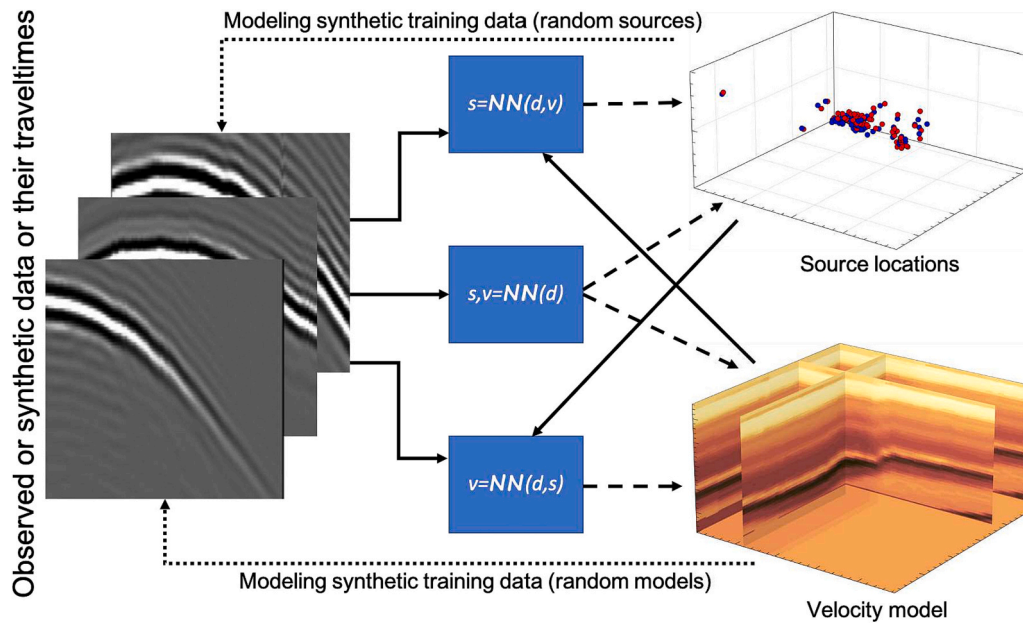 Modeling synthetic training data (random sources)
Observed or synthetic data or their traveltimes
s=NN(d,v)
Source locations
s,v=NN(d)
v=NN(d,s)
Modeling synthetic training data (random models)
Velocity model